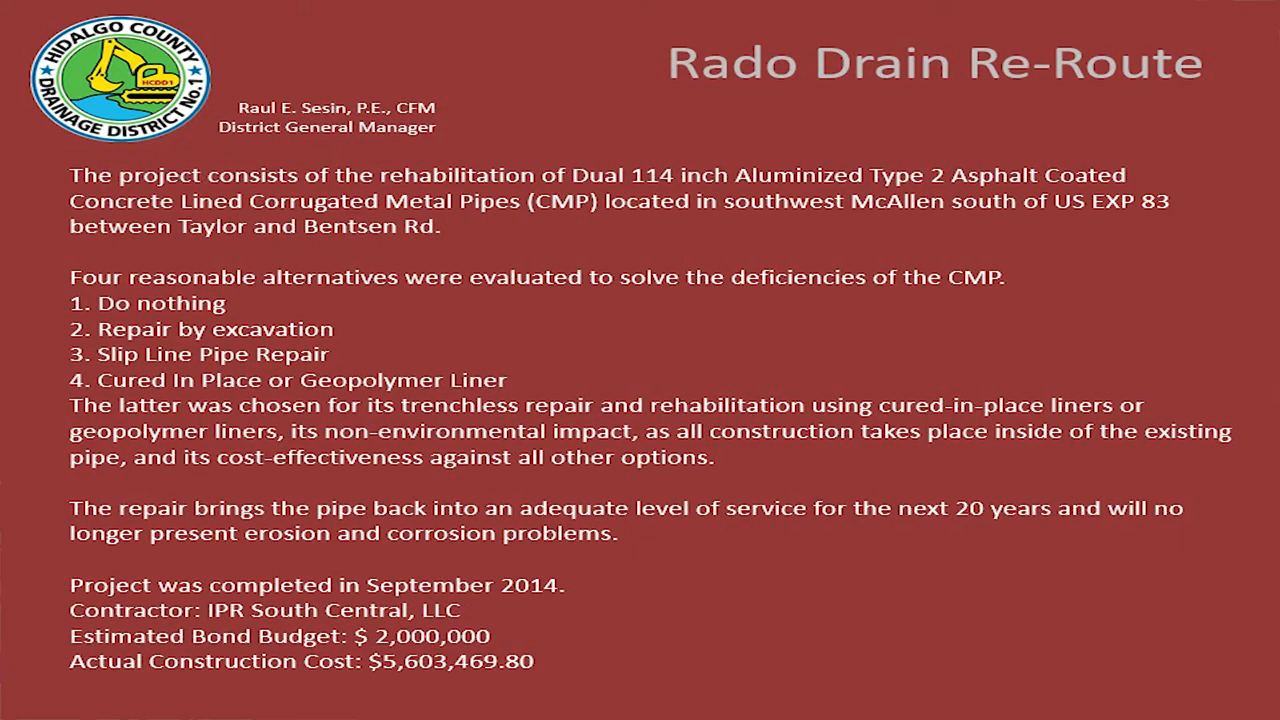 HIDALGO COUNTY
HCDD1
DRAINAGE DISTRICT No.1
Rado Drain Re-Route
Raul E. Sesin, P.E., CFM
District General Manager
The project consists of the rehabilitation of Dual 114 inch Aluminized Type 2 Asphalt Coated
Concrete Lined Corrugated Metal Pipes (CMP) located in southwest McAllen south of US EXP 83
between Taylor and Bentsen Rd.
Four reasonable alternatives were evaluated to solve the deficiencies of the CMP.
1. Do nothing
2. Repair by excavation
3. Slip Line Pipe Repair
4. Cured In Place or Geopolymer Liner
The latter was chosen for its trenchless repair and rehabilitation using cured-in-place liners or
geopolymer liners, its non-environmental impact, as all construction takes place inside of the existing
pipe, and its cost-effectiveness against all other options.
The repair brings the pipe back into an adequate level of service for the next 20 years and will no
longer present erosion and corrosion problems.
Project was completed in September 2014.
Contractor: IPR South Central, LLC
Estimated Bond Budget: $ 2,000,000
Actual Construction Cost: $5,603,469.80